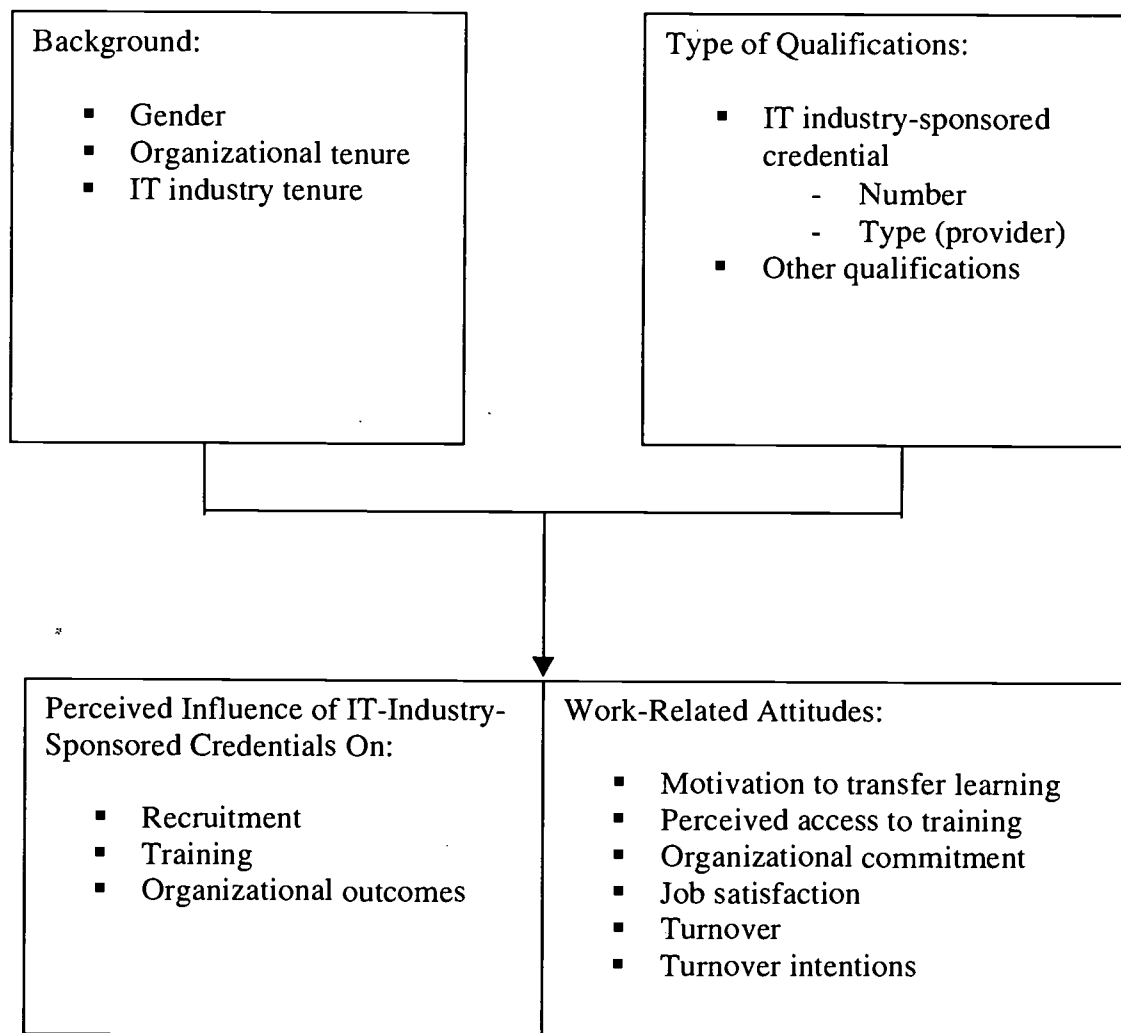 Background:
▪ Gender
▪ Organizational tenure
▪ IT industry tenure
Type of Qualifications:
▪ IT industry-sponsored
credential
- Number
- Type (provider)
▪ Other qualifications
Perceived Influence of IT-Industry-
Sponsored Credentials On:
▪ Recruitment
▪ Training
▪ Organizational outcomes
Work-Related Attitudes:
▪ Motivation to transfer learning
▪ Perceived access to training
▪ Organizational commitment
▪ Job satisfaction
▪ Turnover
▪ Turnover intentions